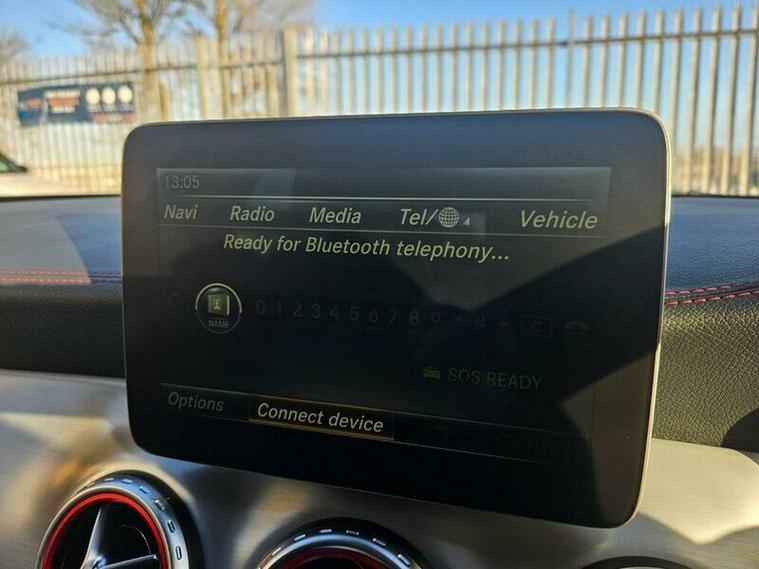 13:05
Navi Radio Media Tel/ Vehicle
Ready for Bluetooth telephony...
NAME 0 1 2 3 4 5 6 7 8 9 * # + C
SOS READY
Options Connect device